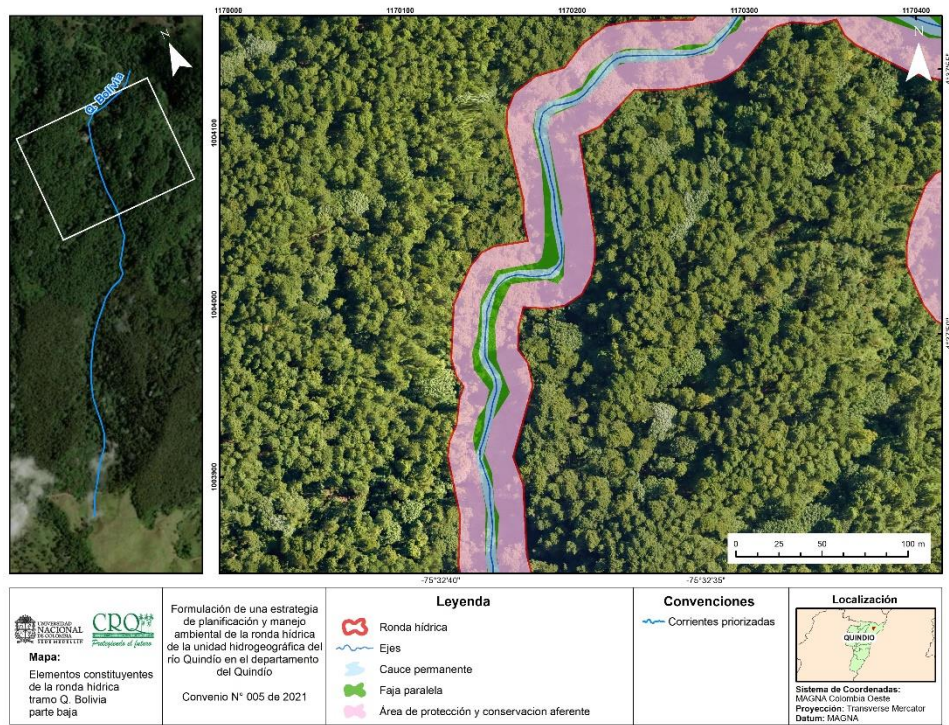 1170000
1170100
1170200
1170300
1170400
N
N
Q. Bolivia
1004100
1004000
1003900
0 25 50 100 m
-75°32'40"
-75°32'35"
UNIVERSIDAD
NACIONAL
DE COLOMBIA
CRQ
Protegiendo el futuro
Mapa:
Elementos constituyentes
de la ronda hídrica
tramo Q. Bolivia
parte baja
Formulación de una estrategia
de planificación y manejo
ambiental de la ronda hídrica
de la unidad hidrogeográfica del
río Quindío en el departamento
del Quindío
Convenio N° 005 de 2021
Leyenda
Ronda hídrica
Ejes
Cauce permanente
Faja paralela
Área de protección y conservacion aferente
Convenciones
Corrientes priorizadas
Localización
QUINDIO
Sistema de Coordenadas:
MAGNA Colombia Oeste
Proyección: Transverse Mercator
Datum: MAGNA